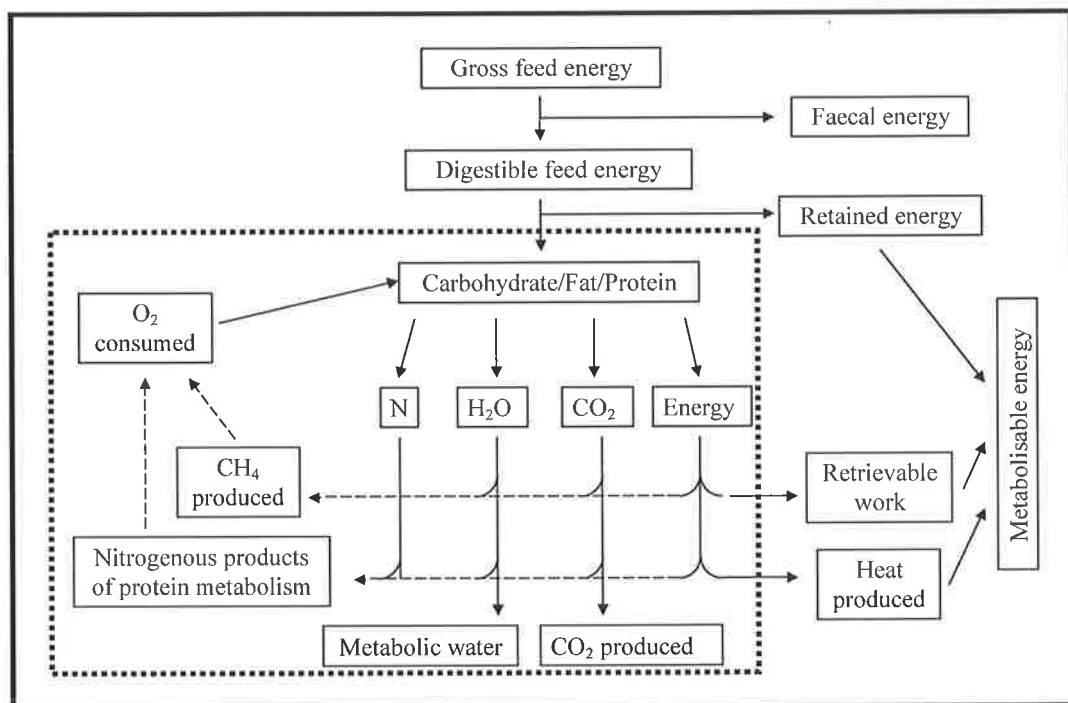 Gross feed energy
Faecal energy
Digestible feed energy
Retained energy
Carbohydrate/Fat/Protein
O₂
consumed
N
H₂O
CO₂
Energy
Metabolisable energy
CH₄
produced
Retrievable
work
Nitrogenous products
of protein metabolism
Heat
produced
Metabolic water
CO₂ produced